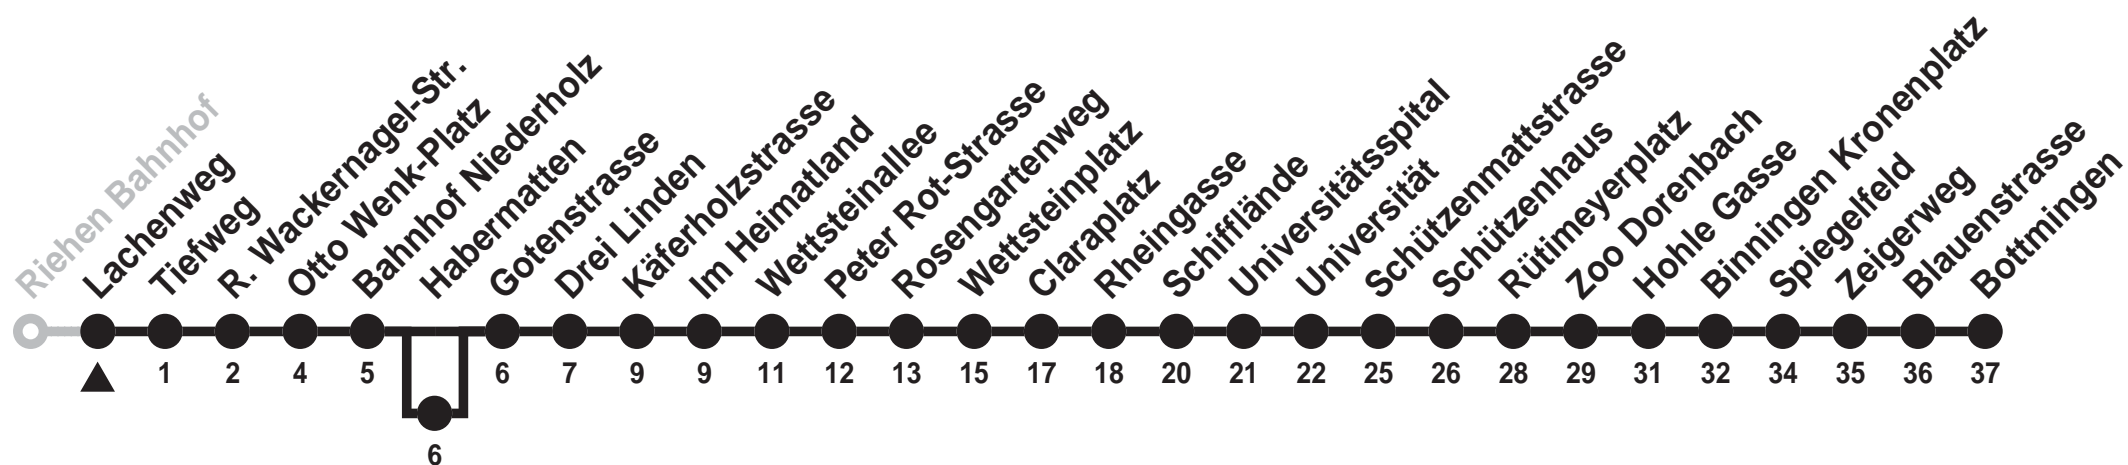 Riehen Bahnhof
Lachenweg
Tiefweg
R. Wackernagel-Str.
Otto Wenk-Platz
Bahnhof Niederholz
Habermatten
Gotenstrasse
Drei Linden
Käferholzstrasse
Im Heimatland
Wettsteinallee
Peter Rot-Strasse
Rosengartenweg
Wettsteinplatz
Claraplatz
Rheingasse
Schifflände
Universitätsspital
Universität
Schützenmattstrasse
Schützenhaus
Rütimeyerplatz
Zoo Dorenbach
Hohle Gasse
Binningen Kronenplatz
Spiegelfeld
Zeigerweg
Blauenstrasse
Bottmingen
1 2 4 5 6 7 9 9 11 12 13 15 17 18 20 21 22 25 26 28 29 31 32 34 35 36 37
6